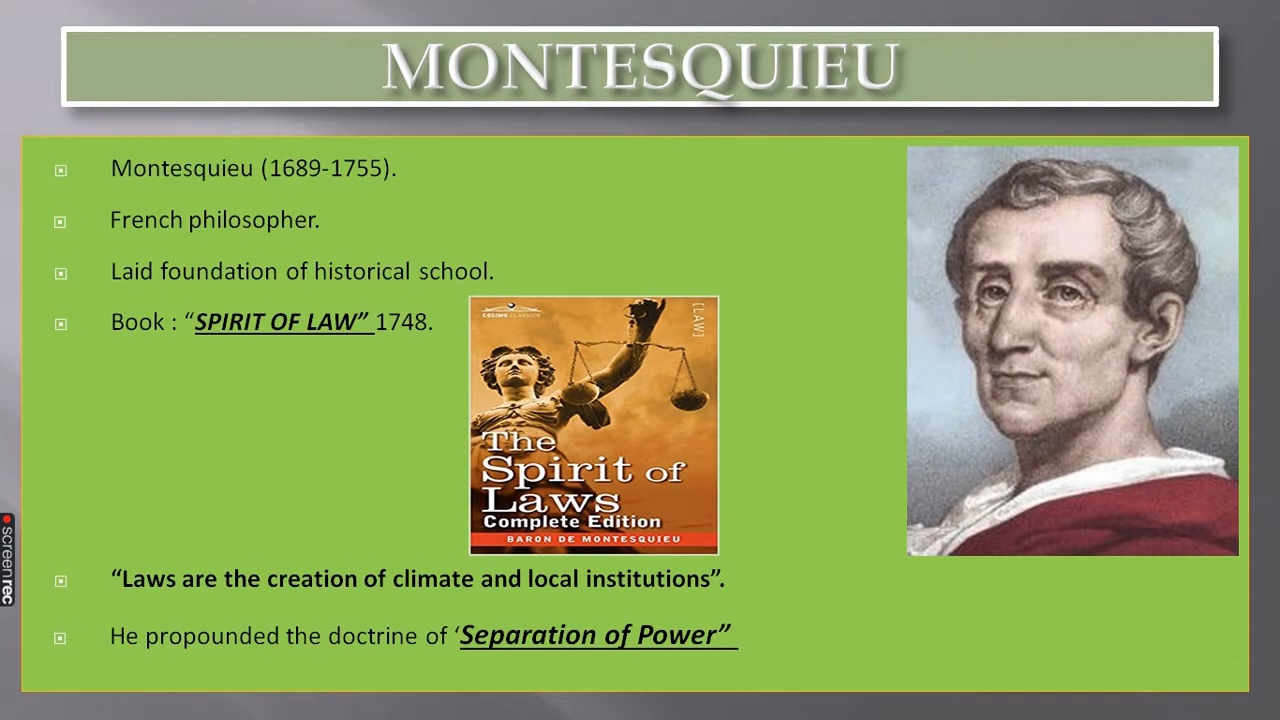 MONTESQUIEU
Montesquieu (1689-1755).
French philosopher.
Laid foundation of historical school.
Book : “SPIRIT OF LAW” 1748.
COSIMO CLASSICS
[LAW]
The
Spirit of
Laws
Complete Edition
BARON DE MONTESQUIEU
“Laws are the creation of climate and local institutions”.
He propounded the doctrine of ‘Separation of Power”
screenrec